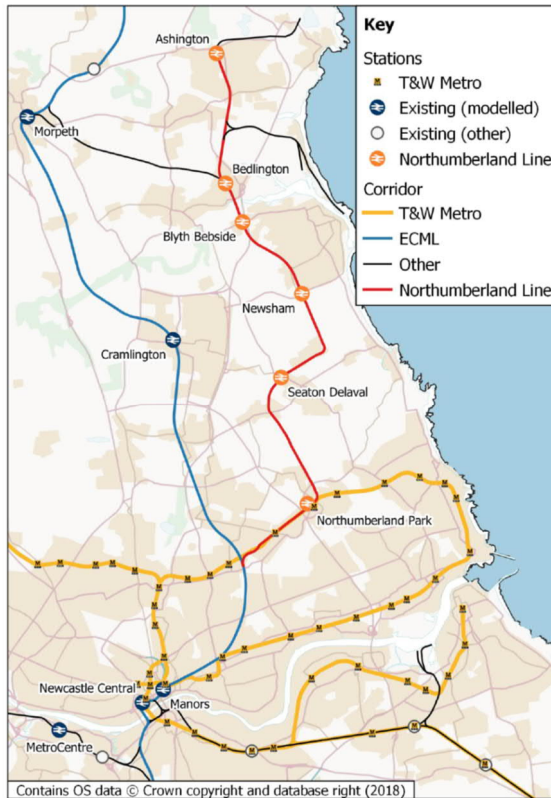 Ashington
Morpeth
Bedlington
Blyth Bebside
Newsham
Cramlington
Seaton Delaval
Northumberland Park
Newcastle Central
Manors
MetroCentre
Key
Stations
M T&W Metro
Existing (modelled)
Existing (other)
Northumberland Line
Corridor
T&W Metro
ECML
Other
Northumberland Line
Contains OS data © Crown copyright and database right (2018)